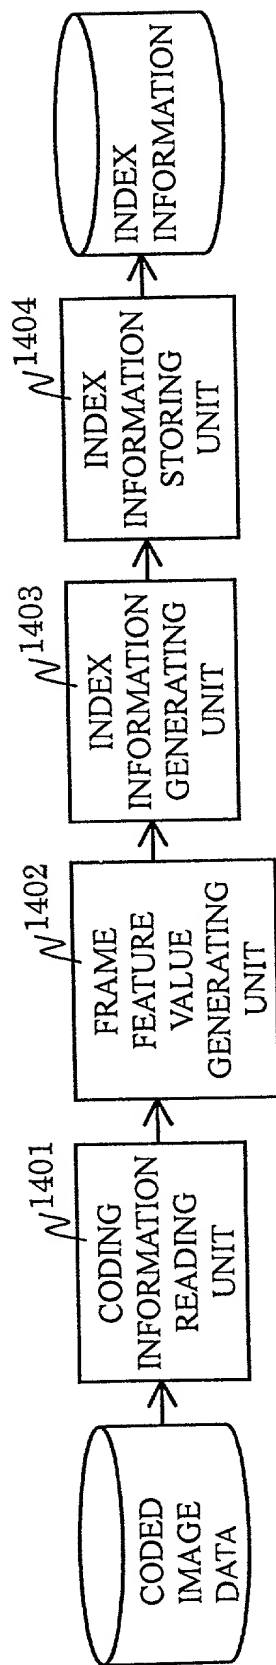 CODED
IMAGE
DATA
1401
CODING
INFORMATION
READING
UNIT
1402
FRAME
FEATURE
VALUE
GENERATING
UNIT
1403
INDEX
INFORMATION
GENERATING
UNIT
1404
INDEX
INFORMATION
STORING
UNIT
INDEX
INFORMATION